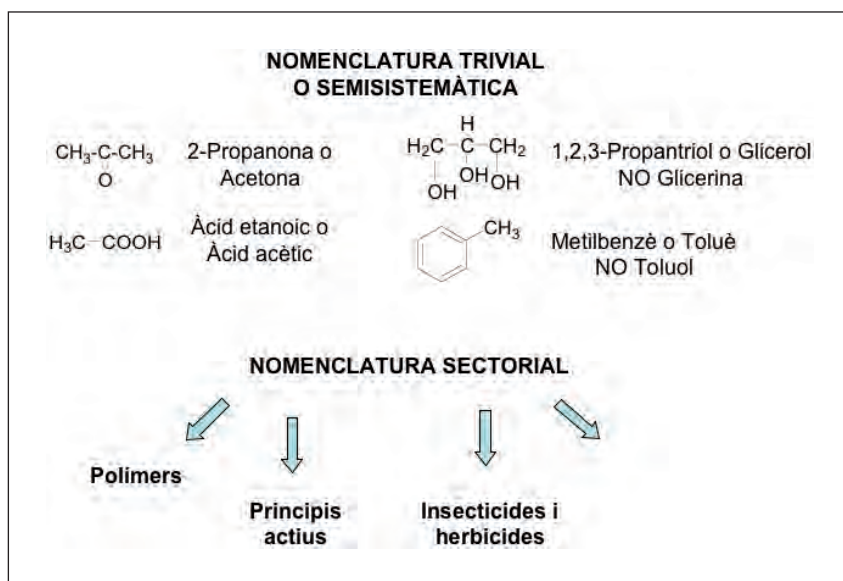 NOMENCLATURA TRIVIAL
O SEMISISTEMÀTICA
CH₃-C-CH₃
O
2-Propanona o
Acetona
H
H₂C C CH₂
OH OH OH
1,2,3-Propantriol o Glicerol
NO Glicerina
H₃C COOH
Àcid etanoic o
Àcid acètic
CH₃
Metilbenzè o Toluè
NO Toluol
NOMENCLATURA SECTORIAL
Polimers
Principis
actius
Insecticides i
herbicides